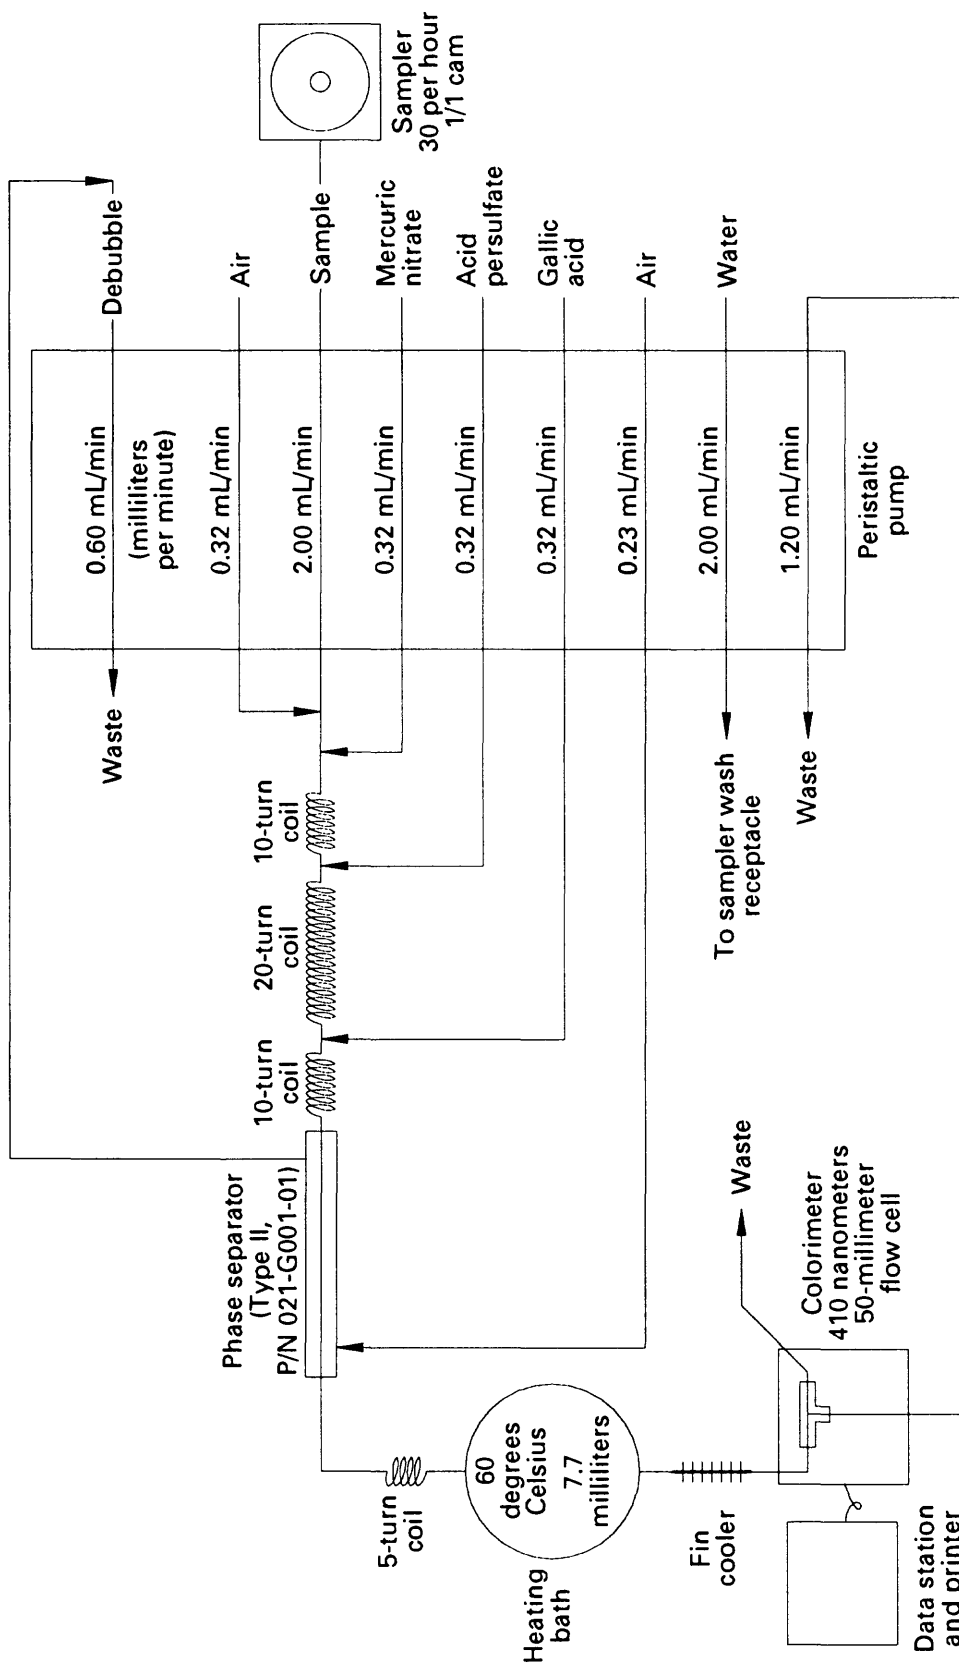 Debubble
0.60 mL/min
(milliliters
per minute)
Waste
Air
0.32 mL/min
Sampler
30 per hour
1/1 cam
Sample
2.00 mL/min
Mercuric
nitrate
0.32 mL/min
Acid
persulfate
0.32 mL/min
Gallic
acid
0.32 mL/min
Air
0.23 mL/min
Water
2.00 mL/min
To sampler wash
receptacle
1.20 mL/min
Waste
Peristaltic
pump
10-turn
coil
20-turn
coil
10-turn
coil
Phase separator
(Type II,
P/N 021-G001-01)
5-turn
coil
60
degrees
Celsius
7.7
milliliters
Heating
bath
Fin
cooler
Waste
Colorimeter
410 nanometers
50-millimeter
flow cell
Data station
and printer